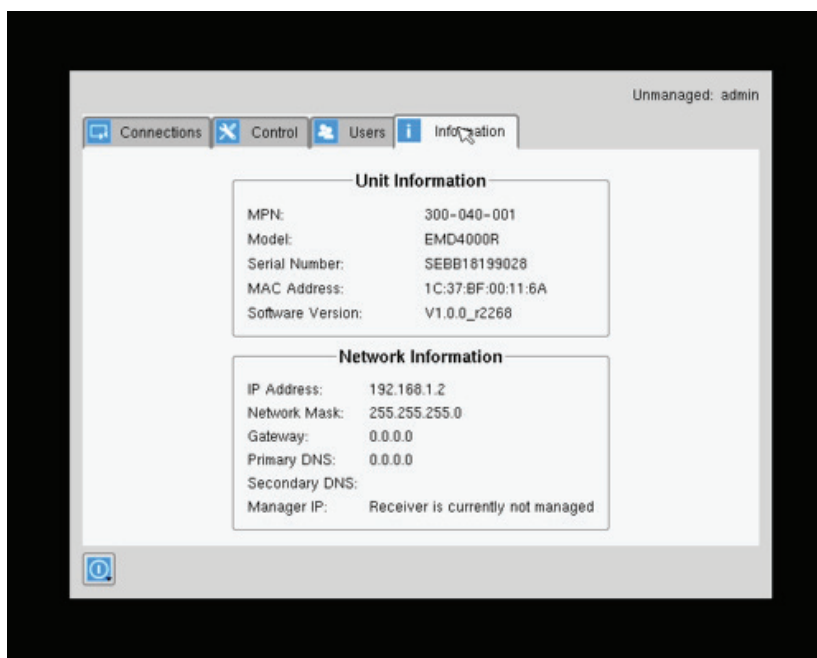 Unmanaged: admin
Connections Control Users Information
Unit Information
MPN: 300-040-001
Model: EMD4000R
Serial Number: SEBB18199028
MAC Address: 1C:37:BF:00:11:6A
Software Version: V1.0.0_r2268
Network Information
IP Address: 192.168.1.2
Network Mask: 255.255.255.0
Gateway: 0.0.0.0
Primary DNS: 0.0.0.0
Secondary DNS:
Manager IP: Receiver is currently not managed